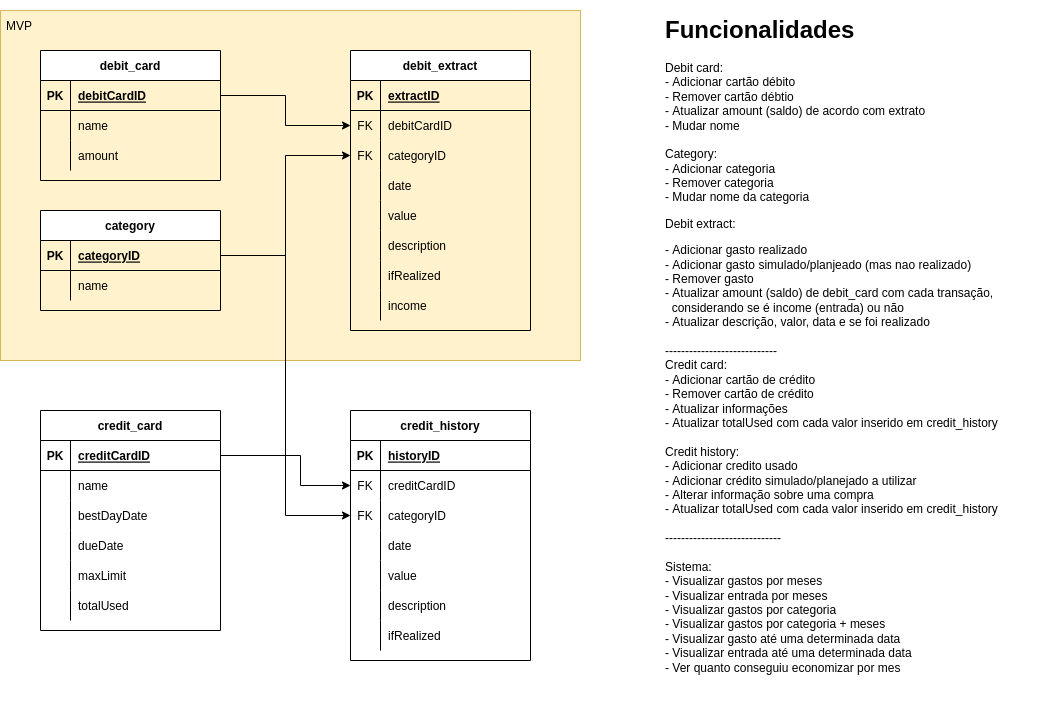 MVP
debit_card
PK debitCardID
name
amount
category
PK categoryID
name
debit_extract
PK extractID
FK debitCardID
FK categoryID
date
value
description
ifRealized
income
credit_card
PK creditCardID
name
bestDayDate
dueDate
maxLimit
totalUsed
credit_history
PK historyID
FK creditCardID
FK categoryID
date
value
description
ifRealized
Funcionalidades
Debit card:
- Adicionar cartão débito
- Remover cartão débtio
- Atualizar amount (saldo) de acordo com extrato
- Mudar nome
Category:
- Adicionar categoria
- Remover categoria
- Mudar nome da categoria
Debit extract:
- Adicionar gasto realizado
- Adicionar gasto simulado/planjeado (mas nao realizado)
- Remover gasto
- Atualizar amount (saldo) de debit_card com cada transação,
considerando se é income (entrada) ou não
- Atualizar descrição, valor, data e se foi realizado
----------------------------
Credit card:
- Adicionar cartão de crédito
- Remover cartão de crédito
- Atualizar informações
- Atualizar totalUsed com cada valor inserido em credit_history
Credit history:
- Adicionar credito usado
- Adicionar crédito simulado/planejado a utilizar
- Alterar informação sobre uma compra
- Atualizar totalUsed com cada valor inserido em credit_history
-----------------------------
Sistema:
- Visualizar gastos por meses
- Visualizar entrada por meses
- Visualizar gastos por categoria
- Visualizar gastos por categoria + meses
- Visualizar gasto até uma determinada data
- Visualizar entrada até uma determinada data
- Ver quanto conseguiu economizar por mes